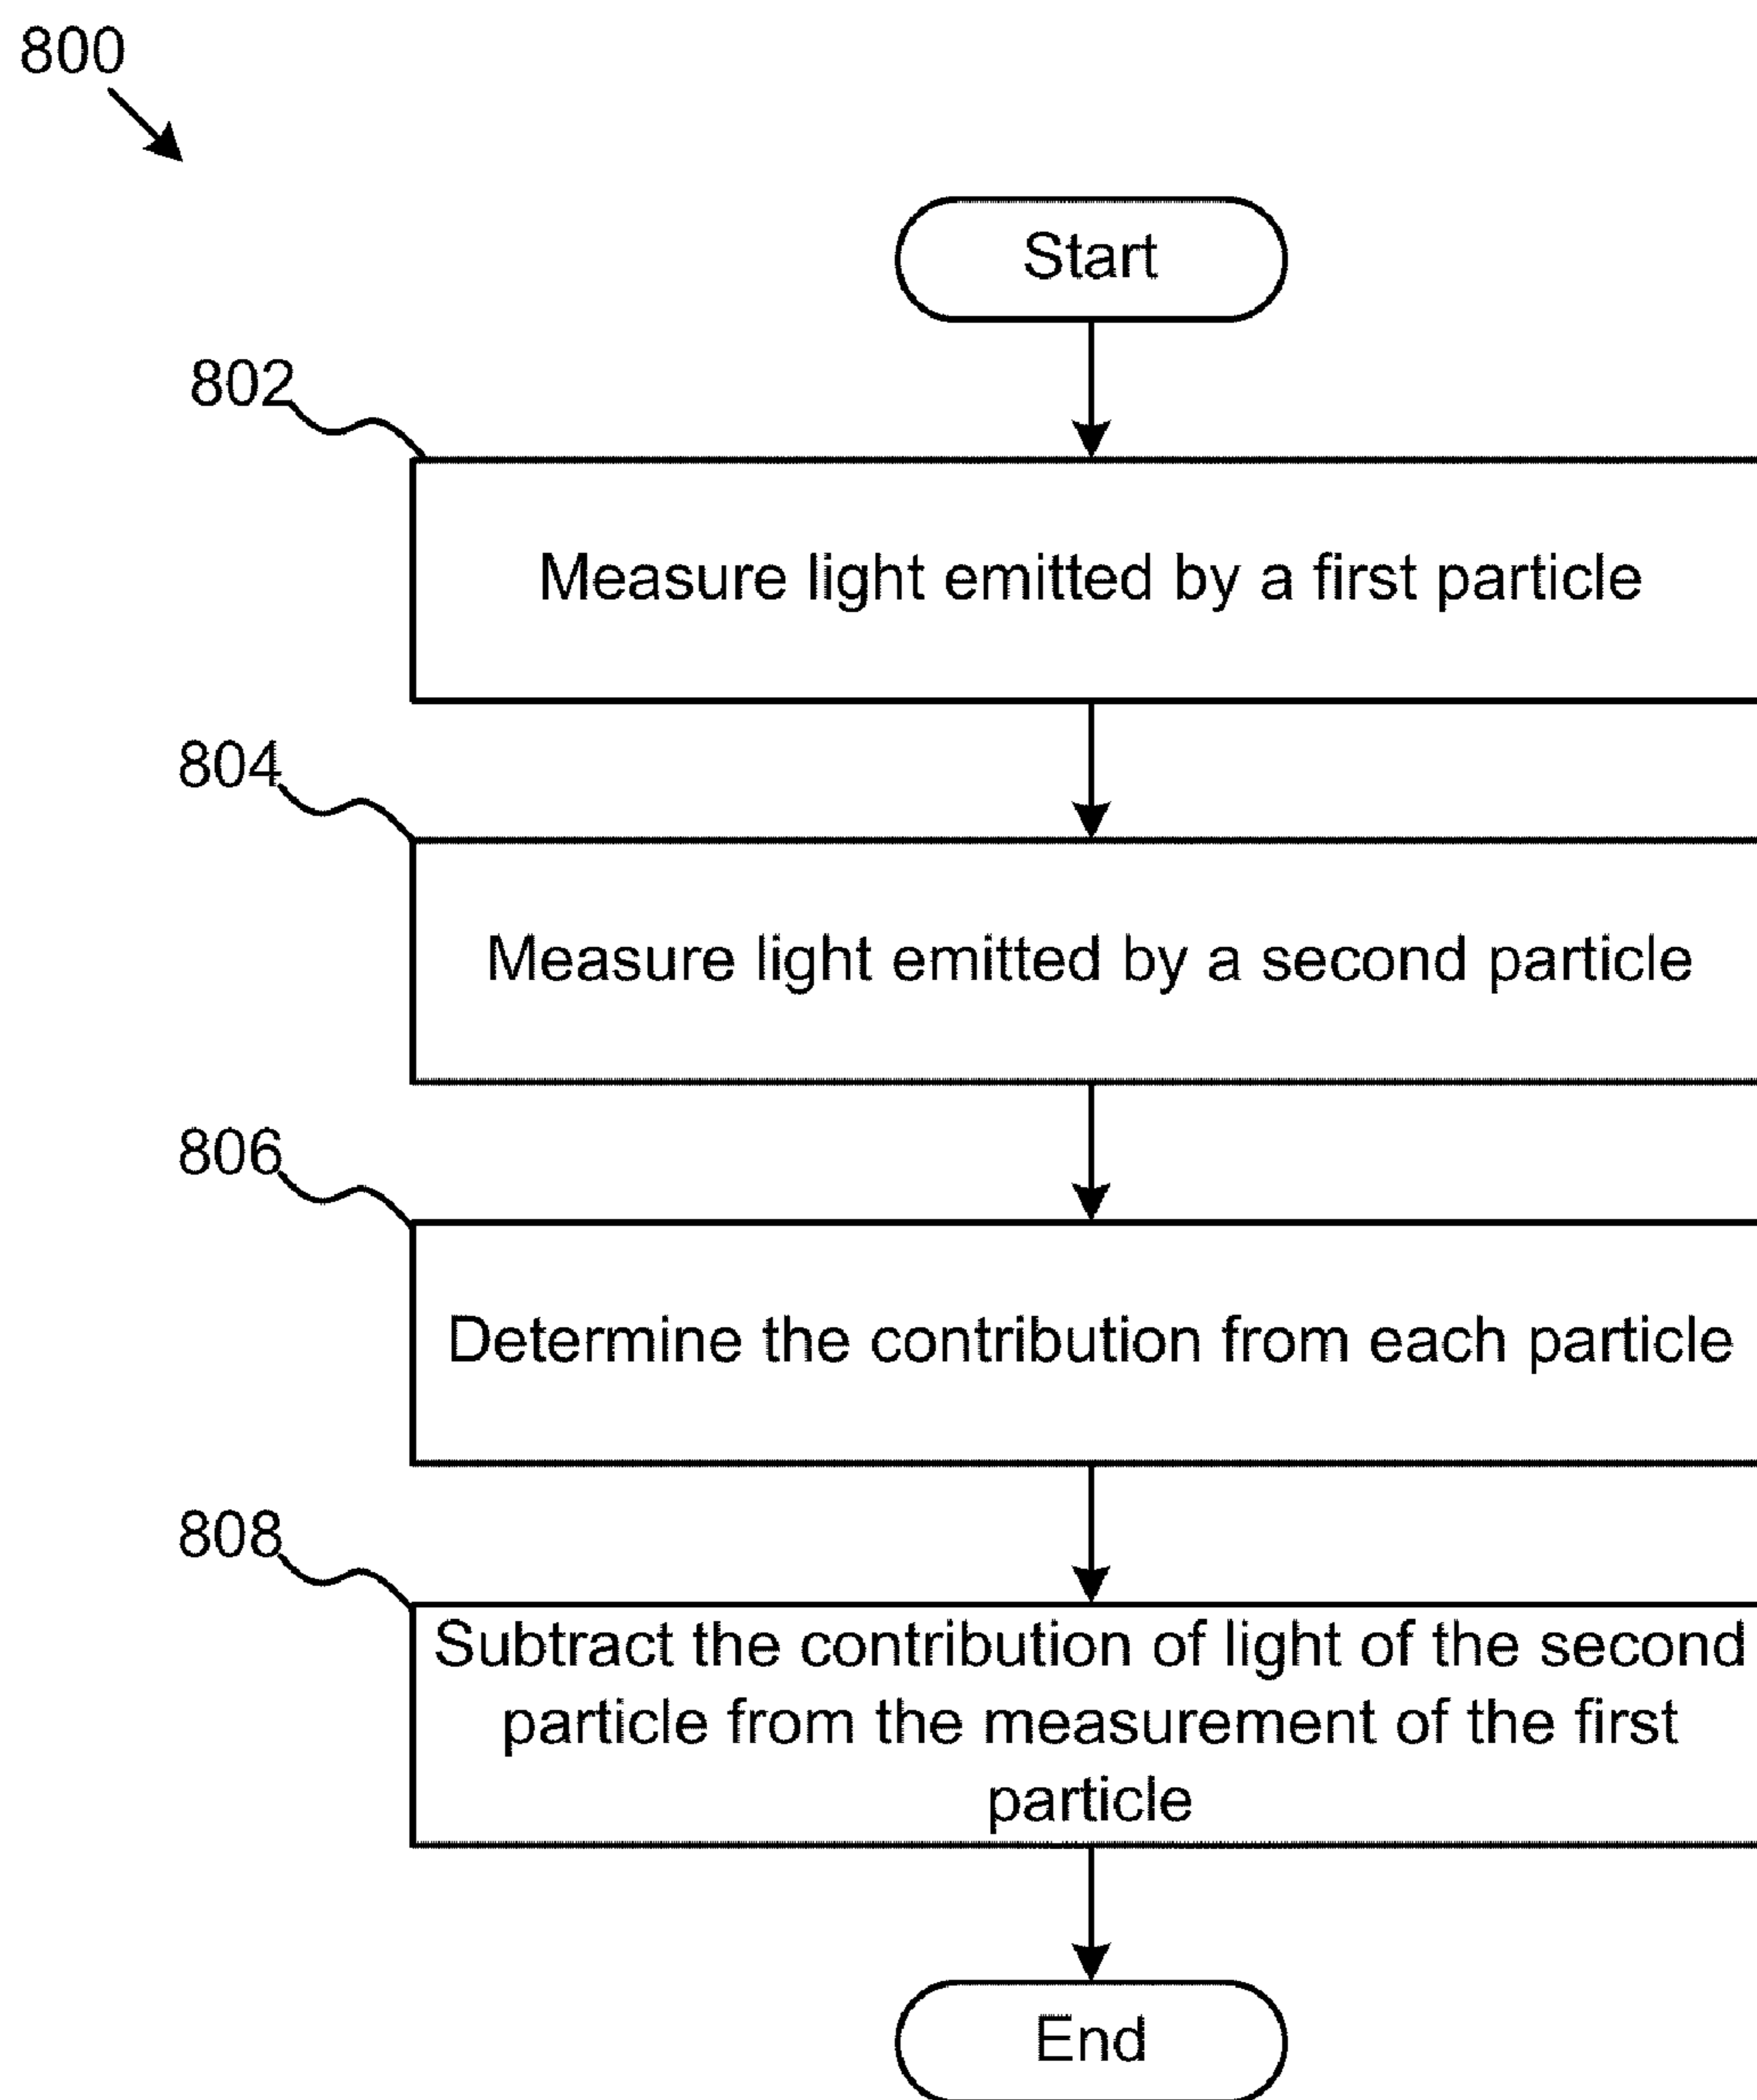 800
Start
802
Measure light emitted by a first particle
804
Measure light emitted by a second particle
806
Determine the contribution from each particle
808
Subtract the contribution of light of the second
particle from the measurement of the first
particle
End